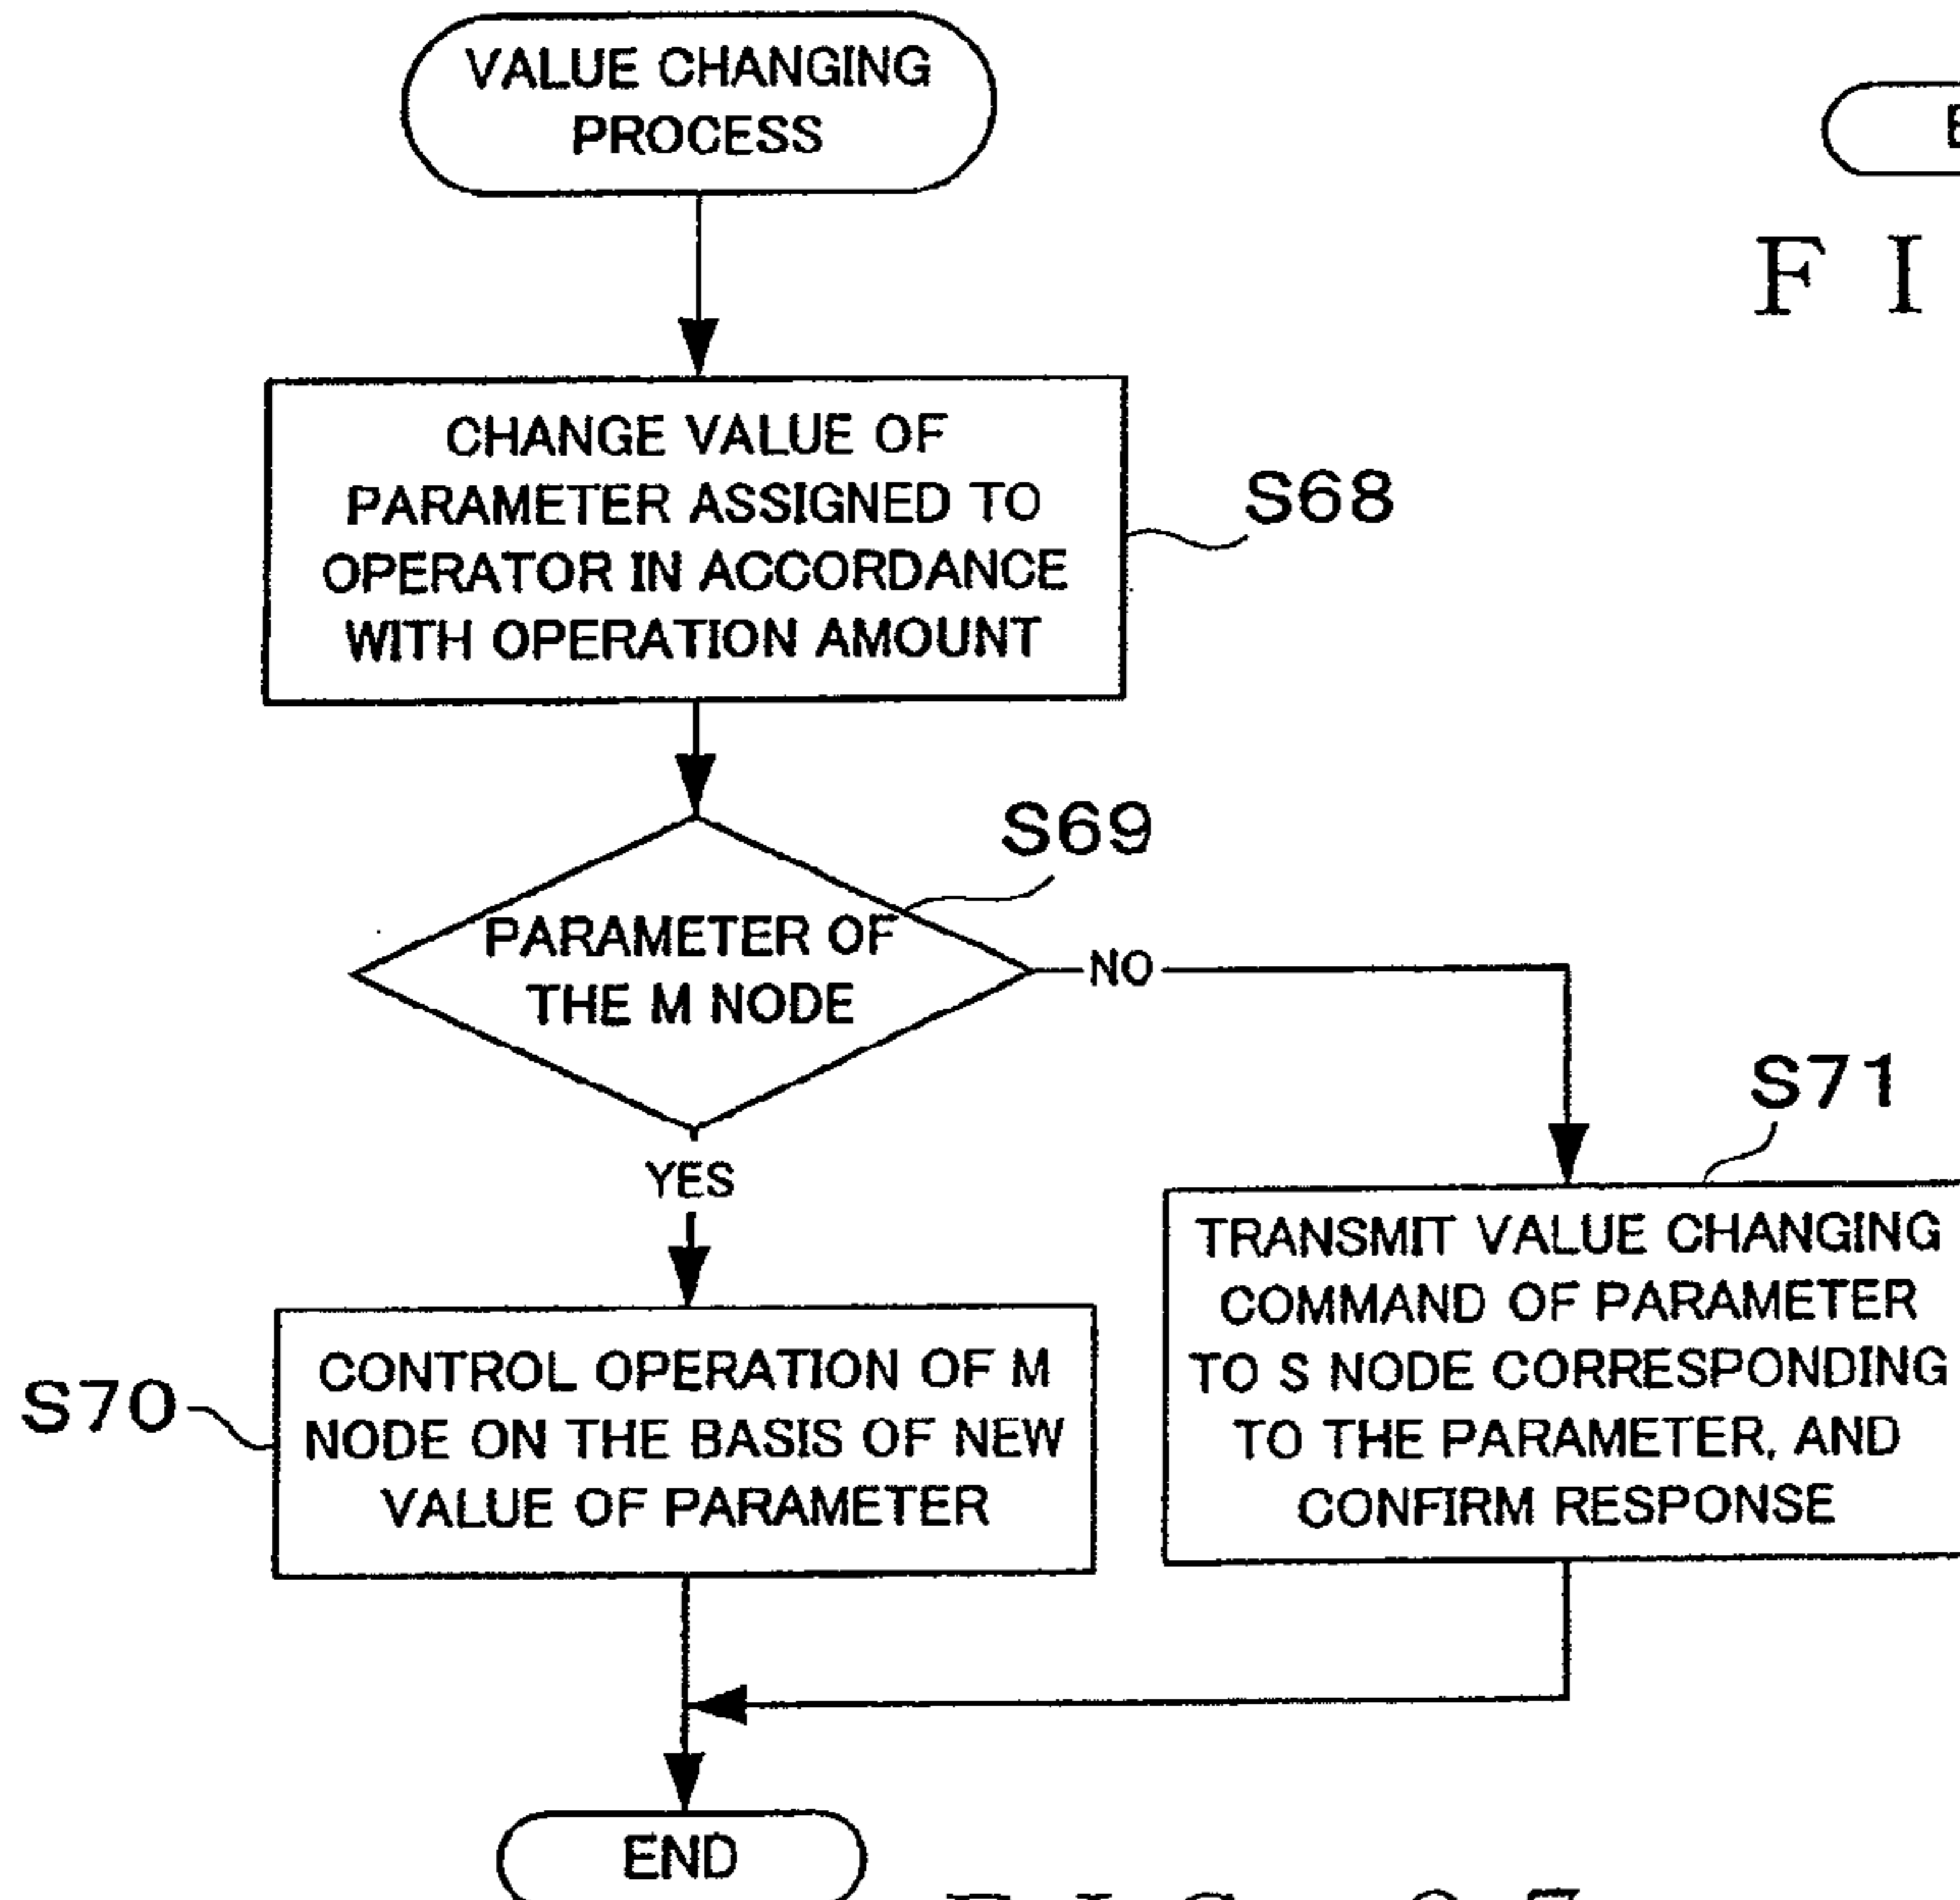 VALUE CHANGING
PROCESS
F I
CHANGE VALUE OF
PARAMETER ASSIGNED TO
OPERATOR IN ACCORDANCE
WITH OPERATION AMOUNT
S68
S69
PARAMETER OF
THE M NODE
NO
YES
S71
TRANSMIT VALUE CHANGING
COMMAND OF PARAMETER
TO S NODE CORRESPONDING
TO THE PARAMETER, AND
CONFIRM RESPONSE
S70
CONTROL OPERATION OF M
NODE ON THE BASIS OF NEW
VALUE OF PARAMETER
END